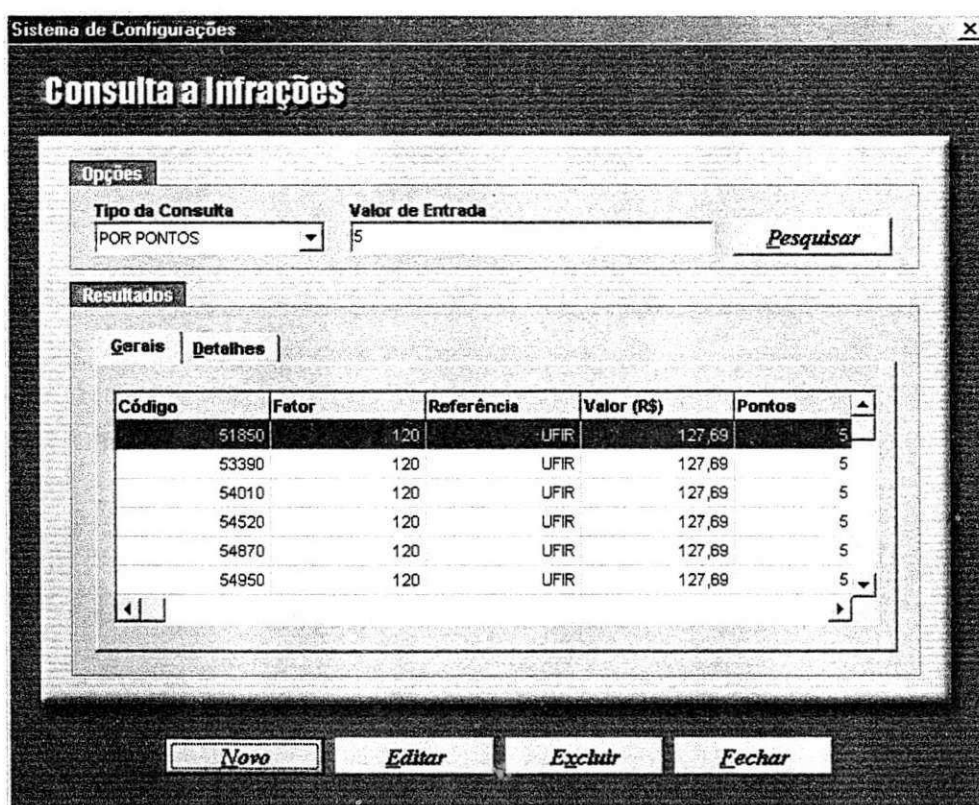 Sistema de Configurações
Consulta a Infrações
Opções
Tipo da Consulta Valor de Entrada
POR PONTOS 5 Pesquisar
Resultados
Gerais Detalhes
Código Fator Referência Valor (R$) Pontos
51850 120 UFIR 127,69 5
53390 120 UFIR 127,69 5
54010 120 UFIR 127,69 5
54520 120 UFIR 127,69 5
54870 120 UFIR 127,69 5
54950 120 UFIR 127,69 5
Novo Editar Excluir Fechar